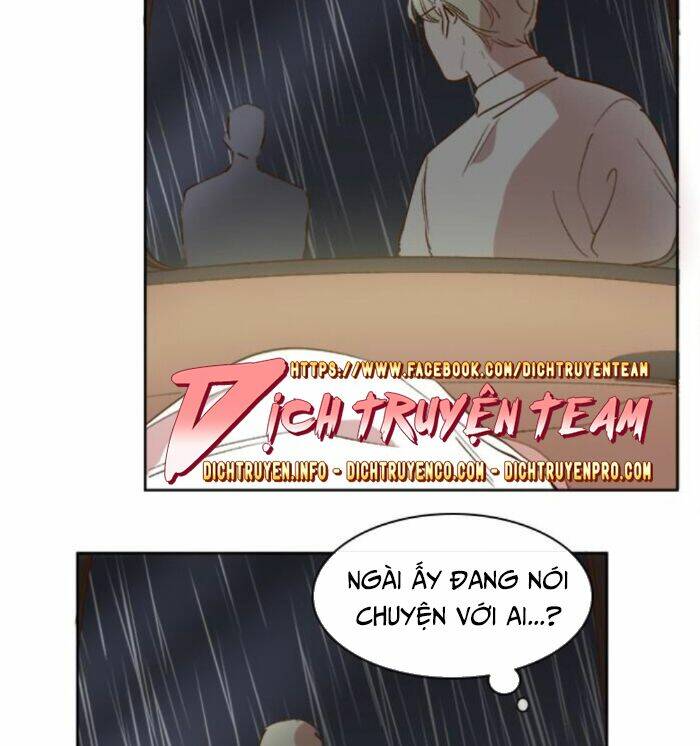 HTTPS://WWW.FACEBOOK.COM/DICHTRUYENTEAM
DỊCH TRUYỆN TEAM
DICHTRUYEN.INFO - DICHTRUYENCO.COM - DICHTRUYENPRO.COM
NGÀI ẤY ĐANG NÓI
CHUYỆN VỚI AI...?